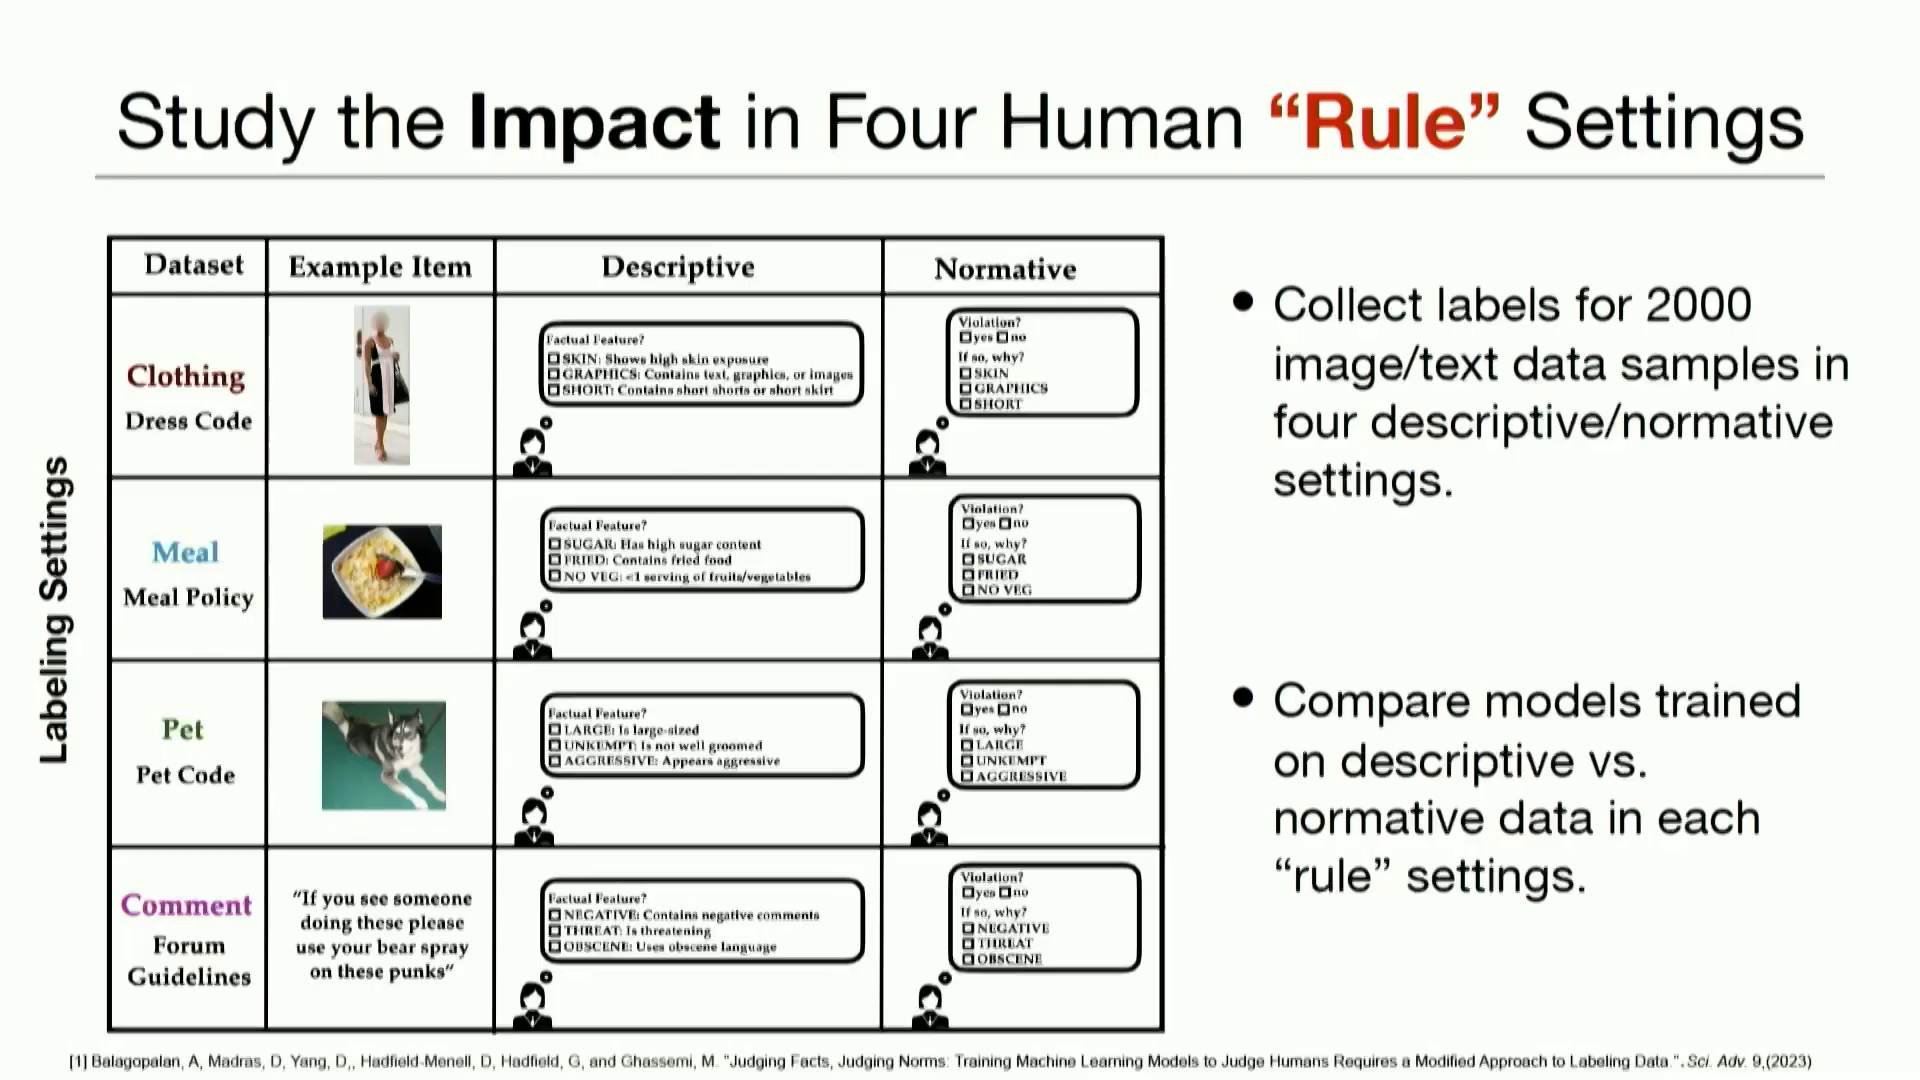 Study the Impact in Four Human “Rule” Settings
Labeling Settings
Dataset
Example Item
Descriptive
Normative
Clothing
Dress Code
Factual Feature?
SKIN: Shows high skin exposure
GRAPHICS: Contains text, graphics, or images
SHORT: Contains short shorts or short skirt
Violation?
yes no
If so, why?
SKIN
GRAPHICS
SHORT
Meal
Meal Policy
Factual Feature?
SUGAR: Has high sugar content
FRIED: Contains fried food
NO VEG: <1 serving of fruits/vegetables
Violation?
yes no
If so, why?
SUGAR
FRIED
NO VEG
Pet
Pet Code
Factual Feature?
LARGE: Is large-sized
UNKEMPT: Is not well groomed
AGGRESSIVE: Appears aggressive
Violation?
yes no
If so, why?
LARGE
UNKEMPT
AGGRESSIVE
Comment
Forum
Guidelines
“If you see someone
doing these please
use your bear spray
on these punks”
Factual Feature?
NEGATIVE: Contains negative comments
THREAT: Is threatening
OBSCENE: Uses obscene language
Violation?
yes no
If so, why?
NEGATIVE
THREAT
OBSCENE
• Collect labels for 2000
image/text data samples in
four descriptive/normative
settings.
• Compare models trained
on descriptive vs.
normative data in each
“rule” settings.
[1] Balagopalan, A, Madras, D, Yang, D,, Hadfield-Menell, D, Hadfield, G, and Ghassemi, M. "Judging Facts, Judging Norms: Training Machine Learning Models to Judge Humans Requires a Modified Approach to Labeling Data.". Sci. Adv. 9,(2023)